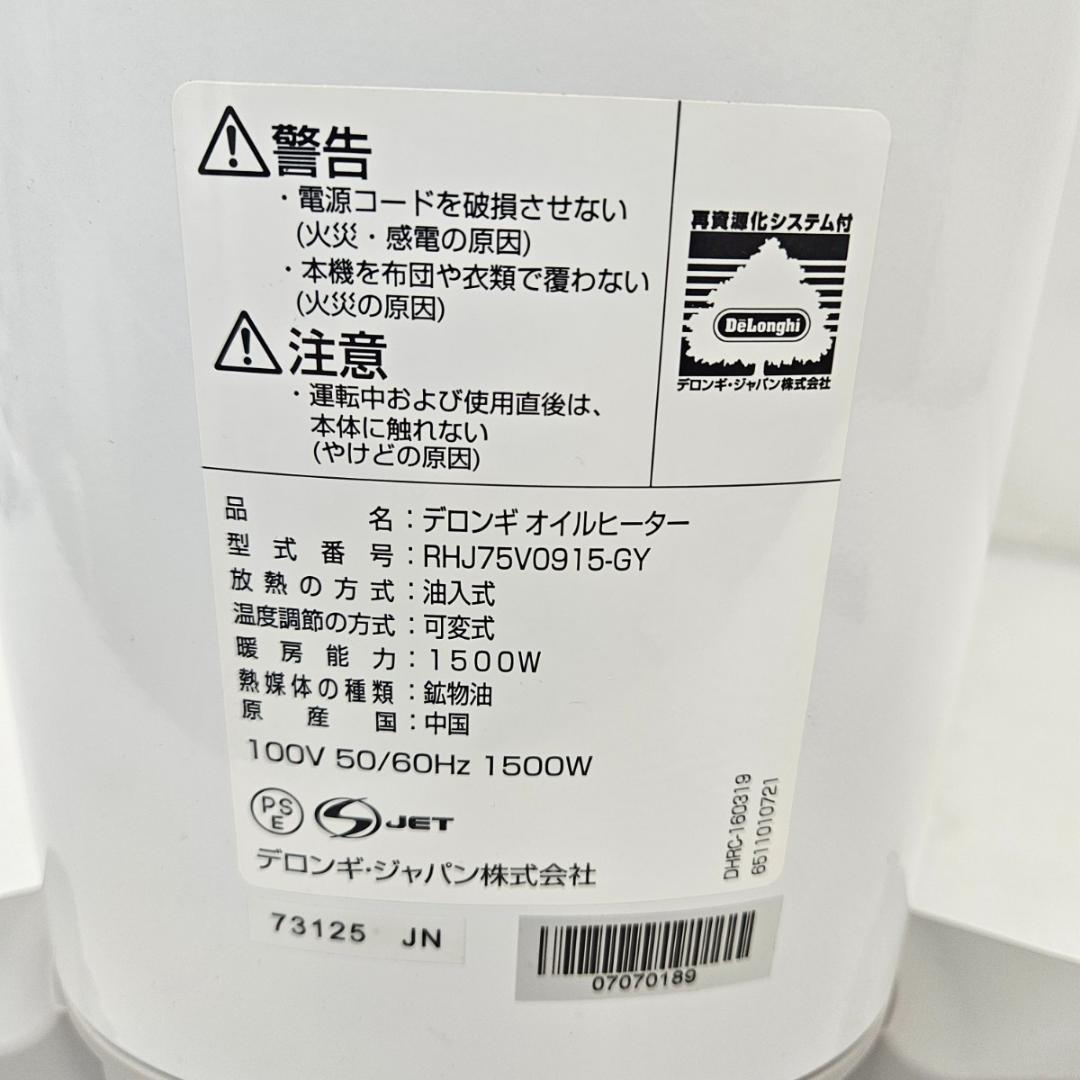 警告
・電源コードを破損させない
(火災・感電の原因)
・本機を布団や衣類で覆わない
(火災の原因)
注意
・運転中および使用直後は、
本体に触れない
(やけどの原因)
再資源化システム付
DēLonghi
デロンギ・ジャパン株式会社
品名：デロンギ オイルヒーター
型式番号：RHJ75V0915-GY
放熱の方式：油入式
温度調節の方式：可変式
暖房能力：1500W
熱媒体の種類：鉱物油
原産国：中国
100V 50/60Hz 1500W
PSE JET
デロンギ・ジャパン株式会社
DHRC-160319
6511010721
73125 JN
07070189